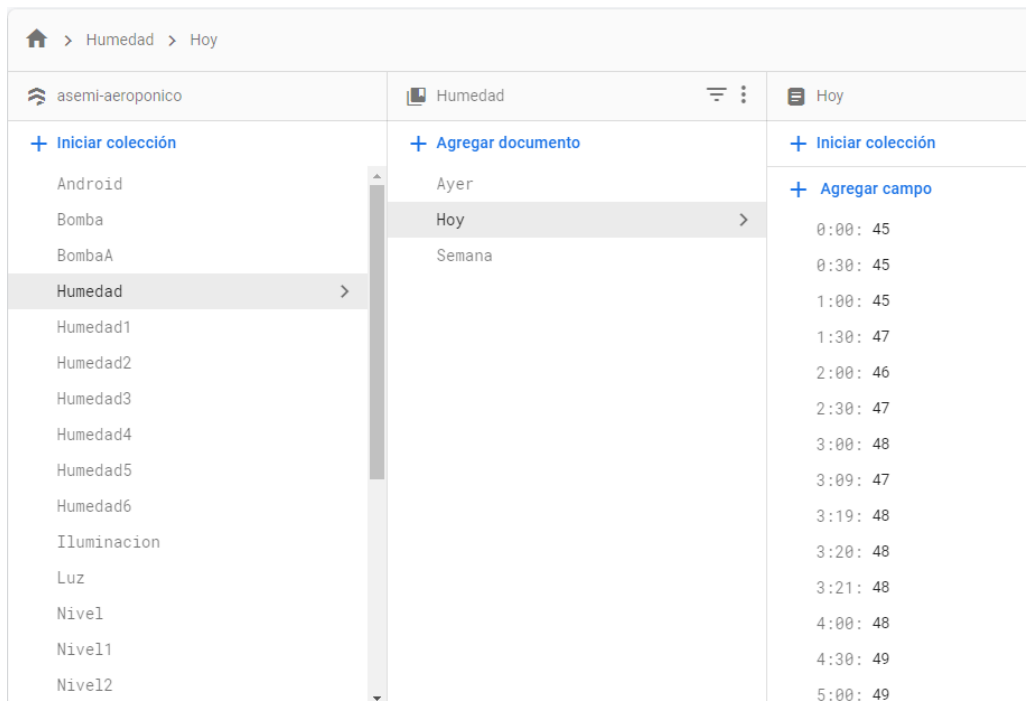 Humedad > Hoy
asemi-aeroponico
Iniciar colección
Android
Bomba
BombaA
Humedad
Humedad1
Humedad2
Humedad3
Humedad4
Humedad5
Humedad6
Iluminacion
Luz
Nivel
Nivel1
Nivel2
Humedad
Agregar documento
Ayer
Hoy
Semana
Hoy
Iniciar colección
Agregar campo
0:00: 45
0:30: 45
1:00: 45
1:30: 47
2:00: 46
2:30: 47
3:00: 48
3:09: 47
3:19: 48
3:20: 48
3:21: 48
4:00: 48
4:30: 49
5:00: 49